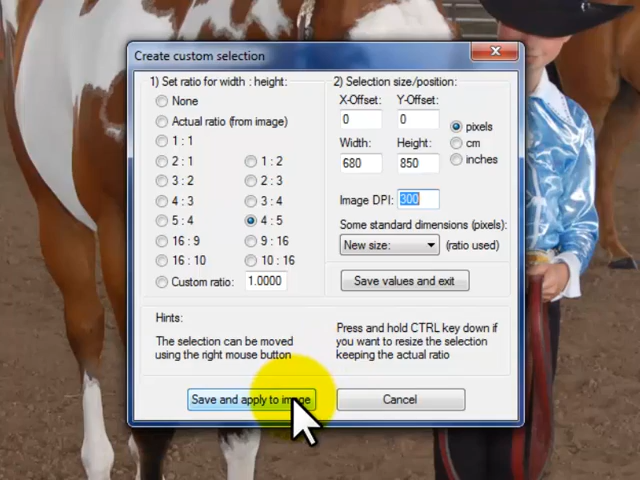 Create custom selection
1) Set ratio for width : height:
None
Actual ratio (from image)
1 : 1
2 : 1
1 : 2
3 : 2
2 : 3
4 : 3
3 : 4
5 : 4
4 : 5
16 : 9
9 : 16
16 : 10
10 : 16
Custom ratio:
1.0000
2) Selection size/position:
X-Offset:
Y-Offset:
0
0
pixels
cm
inches
Width:
Height:
680
850
Image DPI:
300
Some standard dimensions (pixels):
New size:
(ratio used)
Save values and exit
Hints:
The selection can be moved
using the right mouse button
Press and hold CTRL key down if
you want to resize the selection
keeping the actual ratio
Save and apply to image
Cancel